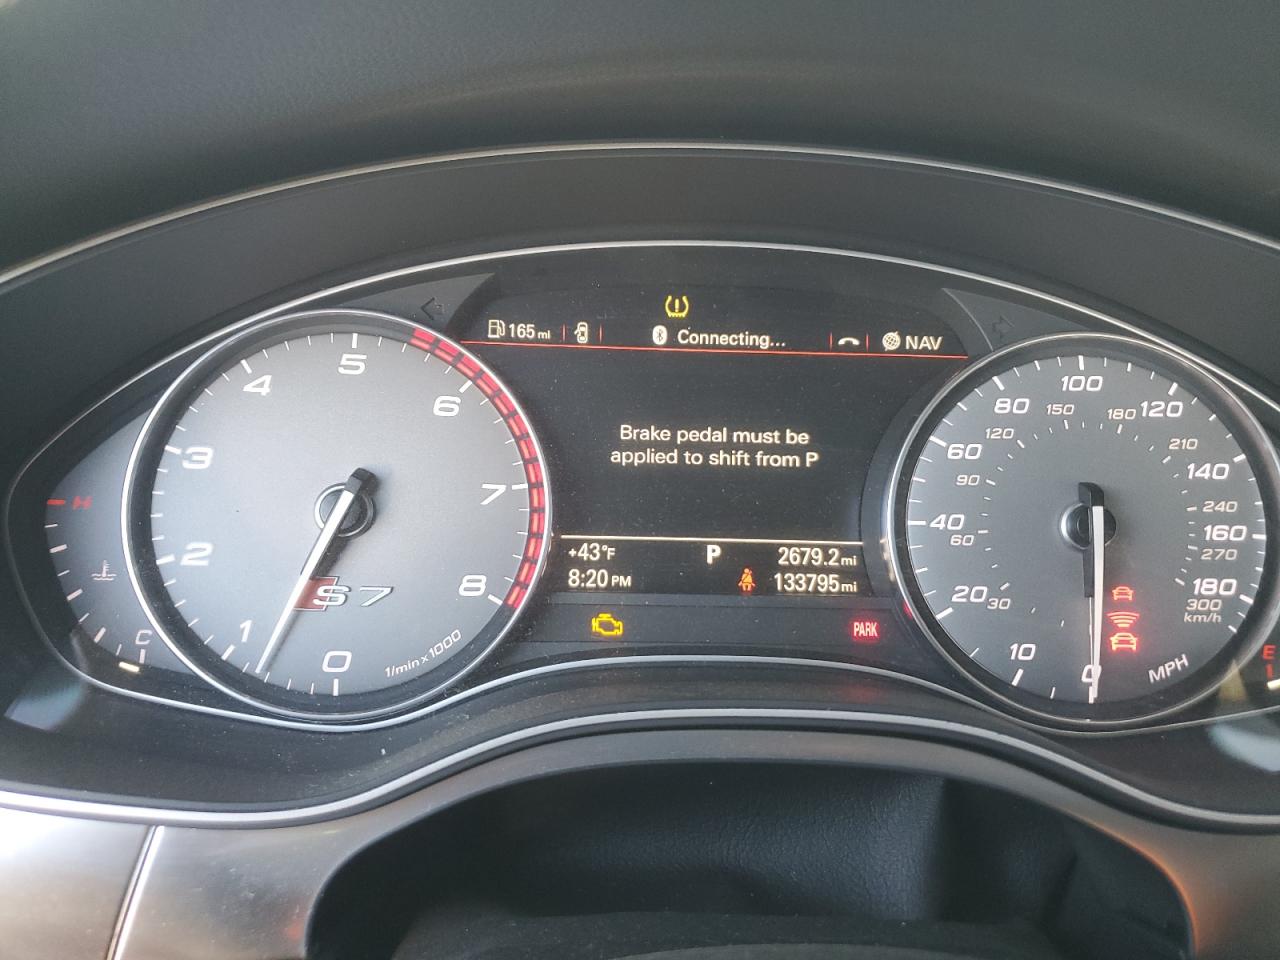 165 mi
Connecting...
NAV
Brake pedal must be
applied to shift from P
+43°F
P
2679.2 mi
8:20 PM
133795 mi
PARK
H
C
0
1
2
3
4
5
6
7
8
S7
1/min x 1000
0
10
20
40
60
80
100
120
140
160
180
MPH
30
60
90
120
150
180
210
240
270
300
km/h
E